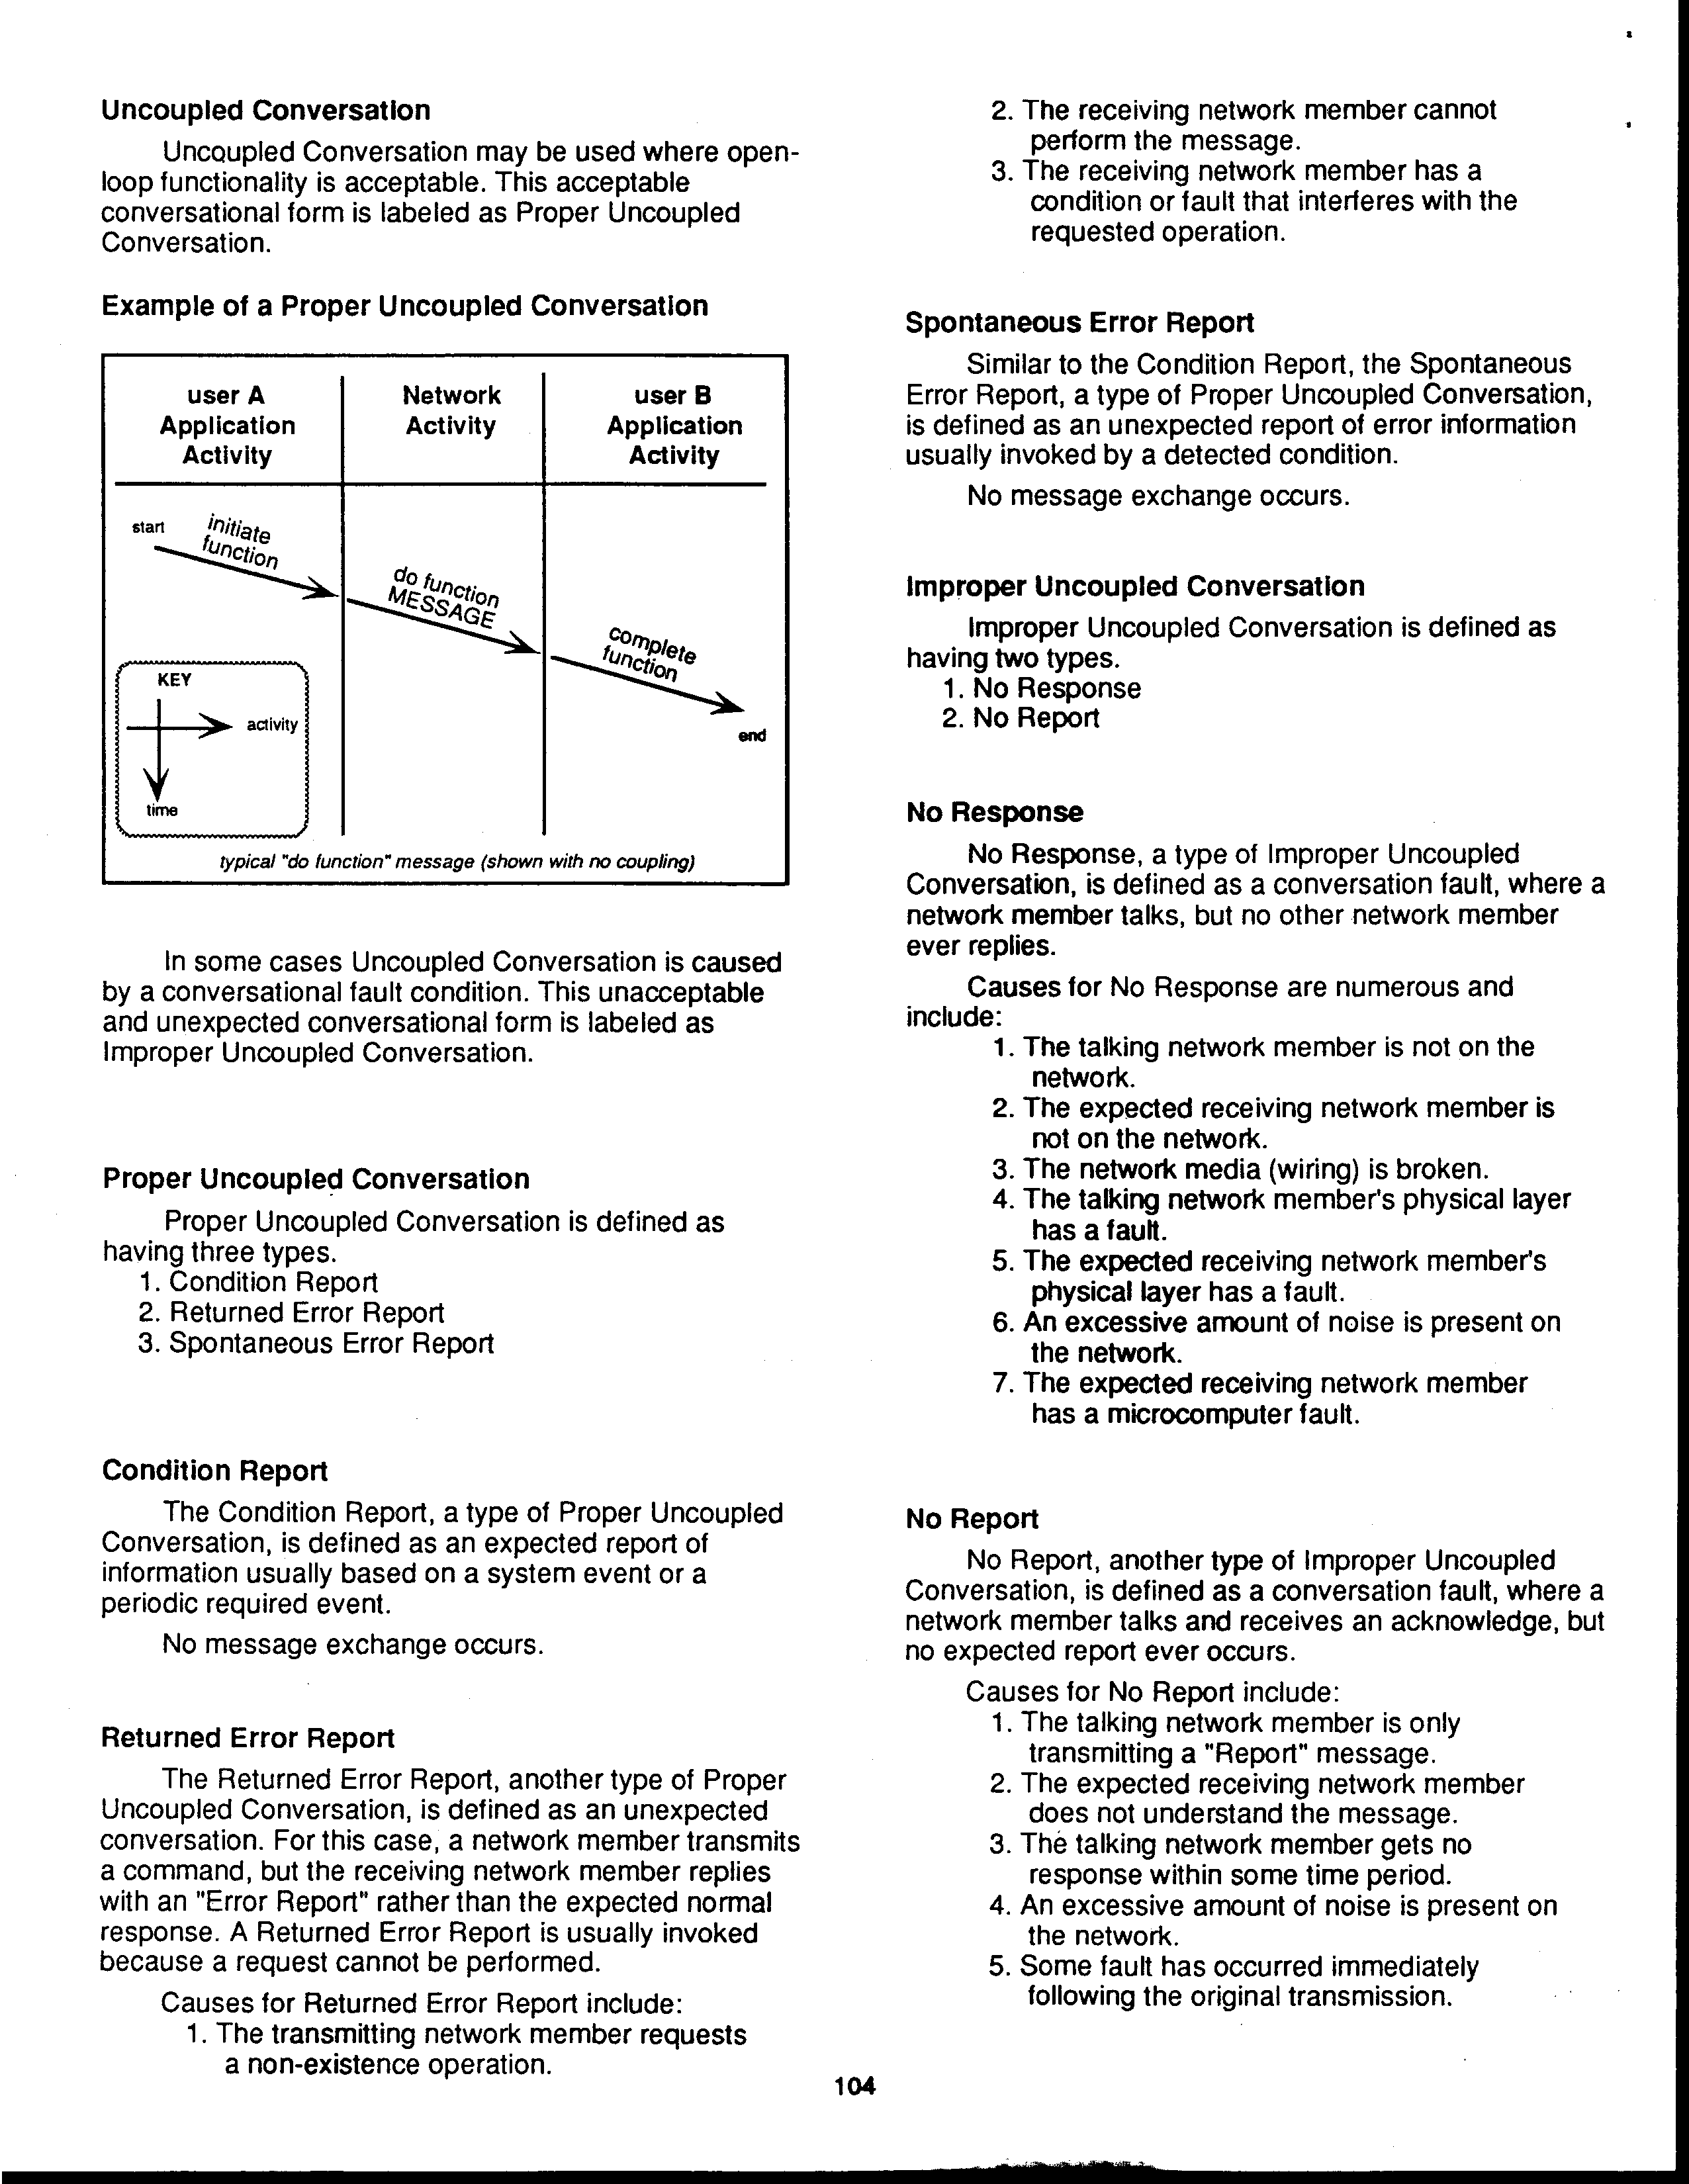 Uncoupled Conversation
Uncoupled Conversation may be used where open-
loop functionality is acceptable. This acceptable
conversational form is labeled as Proper Uncoupled
Conversation.
Example of a Proper Uncoupled Conversation
user A
Application
Activity
Network
Activity
user B
Application
Activity
start
initiate
function
do function
MESSAGE
complete
function
end
KEY
activity
time
typical "do function" message (shown with no coupling)
In some cases Uncoupled Conversation is caused
by a conversational fault condition. This unacceptable
and unexpected conversational form is labeled as
Improper Uncoupled Conversation.
Proper Uncoupled Conversation
Proper Uncoupled Conversation is defined as
having three types.
1. Condition Report
2. Returned Error Report
3. Spontaneous Error Report
Condition Report
The Condition Report, a type of Proper Uncoupled
Conversation, is defined as an expected report of
information usually based on a system event or a
periodic required event.
No message exchange occurs.
Returned Error Report
The Returned Error Report, another type of Proper
Uncoupled Conversation, is defined as an unexpected
conversation. For this case, a network member transmits
a command, but the receiving network member replies
with an "Error Report" rather than the expected normal
response. A Returned Error Report is usually invoked
because a request cannot be performed.
Causes for Returned Error Report include:
1. The transmitting network member requests
a non-existence operation.
2. The receiving network member cannot
perform the message.
3. The receiving network member has a
condition or fault that interferes with the
requested operation.
Spontaneous Error Report
Similar to the Condition Report, the Spontaneous
Error Report, a type of Proper Uncoupled Conversation,
is defined as an unexpected report of error information
usually invoked by a detected condition.
No message exchange occurs.
Improper Uncoupled Conversation
Improper Uncoupled Conversation is defined as
having two types.
1. No Response
2. No Report
No Response
No Response, a type of Improper Uncoupled
Conversation, is defined as a conversation fault, where a
network member talks, but no other network member
ever replies.
Causes for No Response are numerous and
include:
1. The talking network member is not on the
network.
2. The expected receiving network member is
not on the network.
3. The network media (wiring) is broken.
4. The talking network member's physical layer
has a fault.
5. The expected receiving network member's
physical layer has a fault.
6. An excessive amount of noise is present on
the network.
7. The expected receiving network member
has a microcomputer fault.
No Report
No Report, another type of Improper Uncoupled
Conversation, is defined as a conversation fault, where a
network member talks and receives an acknowledge, but
no expected report ever occurs.
Causes for No Report include:
1. The talking network member is only
transmitting a "Report" message.
2. The expected receiving network member
does not understand the message.
3. The talking network member gets no
response within some time period.
4. An excessive amount of noise is present on
the network.
5. Some fault has occurred immediately
following the original transmission.
104